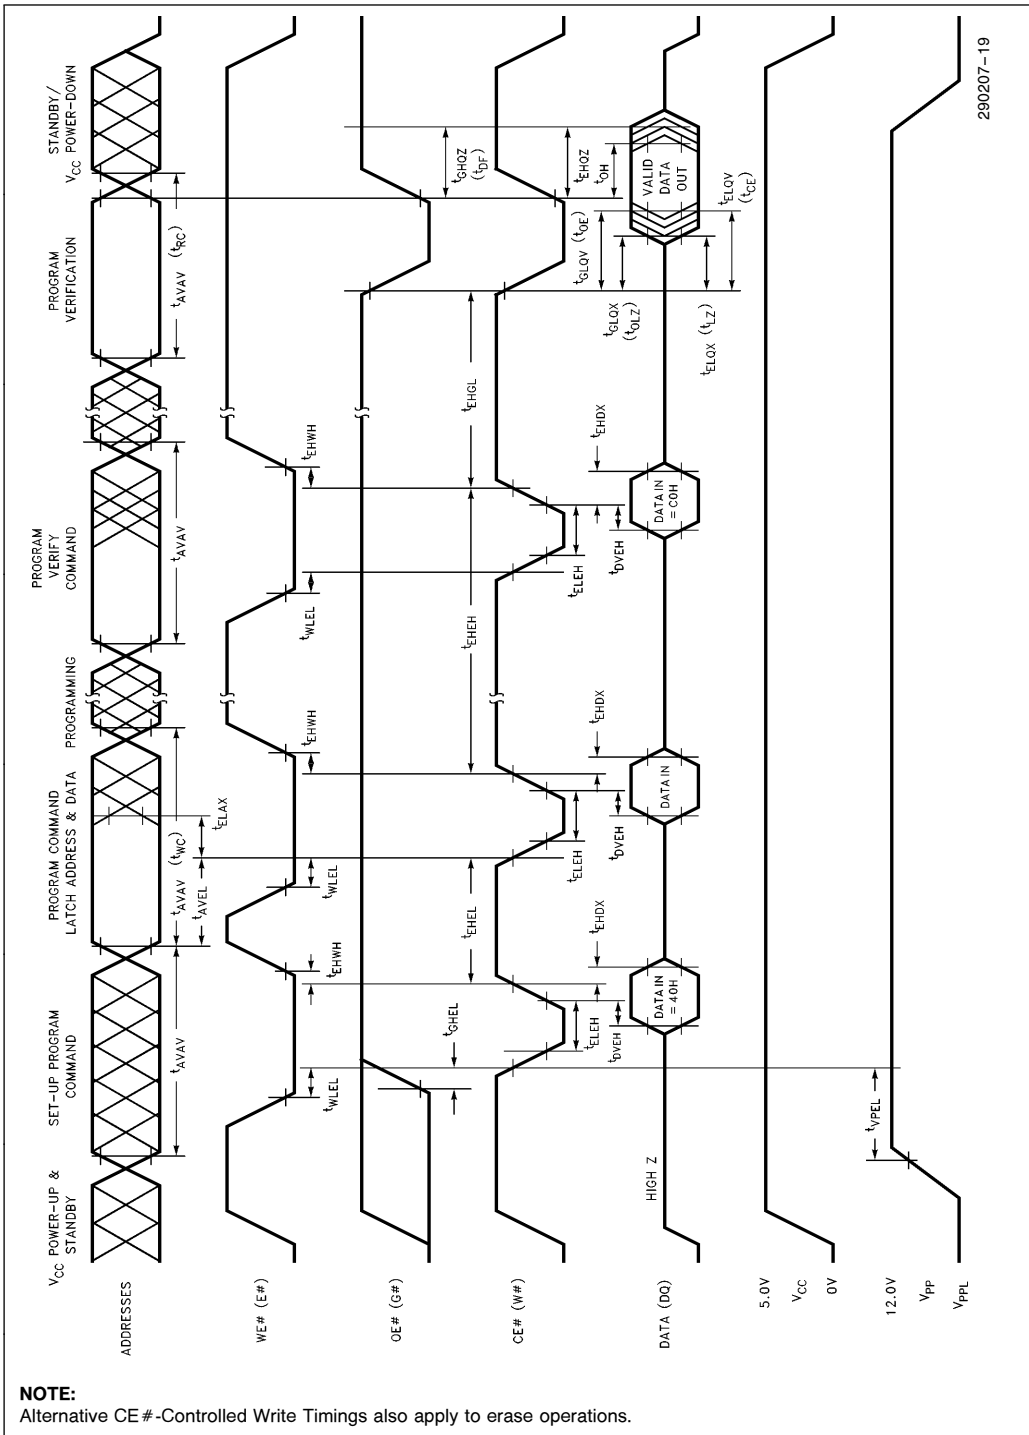 V_CC POWER-UP &
STANDBY
SET-UP PROGRAM
COMMAND
PROGRAM COMMAND
LATCH ADDRESS & DATA
PROGRAMMING
PROGRAM
VERIFY
COMMAND
PROGRAM
VERIFICATION
STANDBY/
V_CC POWER-DOWN
ADDRESSES
t_AVAV
t_AVAV (t_WC)
t_AVEL
t_ELAX
t_AVAV
t_AVAV (t_RC)
WE# (E#)
t_WLEL
t_EHWH
t_WLEL
t_EHWH
t_WLEL
t_EHWH
OE# (G#)
t_GHEL
t_EHEL
t_EHEH
t_EHGL
t_GHQZ
(t_DF)
CE# (W#)
t_ELEH
t_ELEH
t_ELEH
t_EHQZ
t_OH
t_GLQV (t_OE)
t_GLQX
(t_OLZ)
t_DVEH
t_EHDX
t_DVEH
t_EHDX
t_DVEH
t_EHDX
DATA (DQ)
HIGH Z
DATA IN
= 40H
DATA IN
DATA IN
= C0H
VALID
DATA
OUT
t_ELQX (t_LZ)
t_ELQV
(t_CE)
5.0V
V_CC
0V
12.0V
V_PP
V_PPL
t_VPEL
290207-19
NOTE:
Alternative CE#-Controlled Write Timings also apply to erase operations.